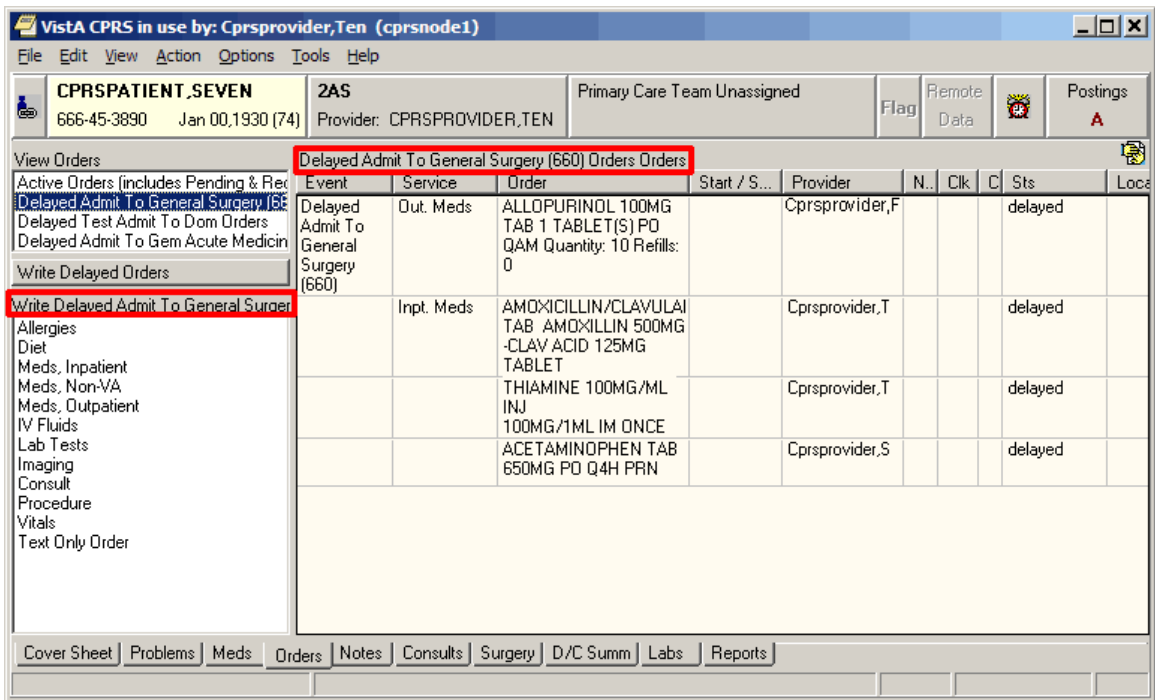 VistA CPRS in use by: Cprsprovider,Ten (cprsnode1)
File Edit View Action Options Tools Help
CPRSPATIENT,SEVEN
666-45-3890 Jan 00,1930 (74)
2AS
Provider: CPRSPROVIDER,TEN
Primary Care Team Unassigned
Flag
Remote
Data
Postings
A
View Orders
Active Orders (includes Pending & Rec
Delayed Admit To General Surgery (66
Delayed Test Admit To Dom Orders
Delayed Admit To Gem Acute Medicin
Write Delayed Orders
Write Delayed Admit To General Surger
Allergies
Diet
Meds, Inpatient
Meds, Non-VA
Meds, Outpatient
IV Fluids
Lab Tests
Imaging
Consult
Procedure
Vitals
Text Only Order
Delayed Admit To General Surgery (660) Orders Orders
Event Service Order Start / S... Provider N.. Clk C Sts Loca
Delayed
Admit To
General
Surgery
(660)
Out. Meds
ALLOPURINOL 100MG
TAB 1 TABLET(S) PO
QAM Quantity: 10 Refills:
0
Cprsprovider,F
delayed
Inpt. Meds
AMOXICILLIN/CLAVULAI
TAB AMOXILLIN 500MG
-CLAV ACID 125MG
TABLET
Cprsprovider,T
delayed
THIAMINE 100MG/ML
INJ
100MG/1ML IM ONCE
Cprsprovider,T
delayed
ACETAMINOPHEN TAB
650MG PO Q4H PRN
Cprsprovider,S
delayed
Cover Sheet Problems Meds Orders Notes Consults Surgery D/C Summ Labs Reports